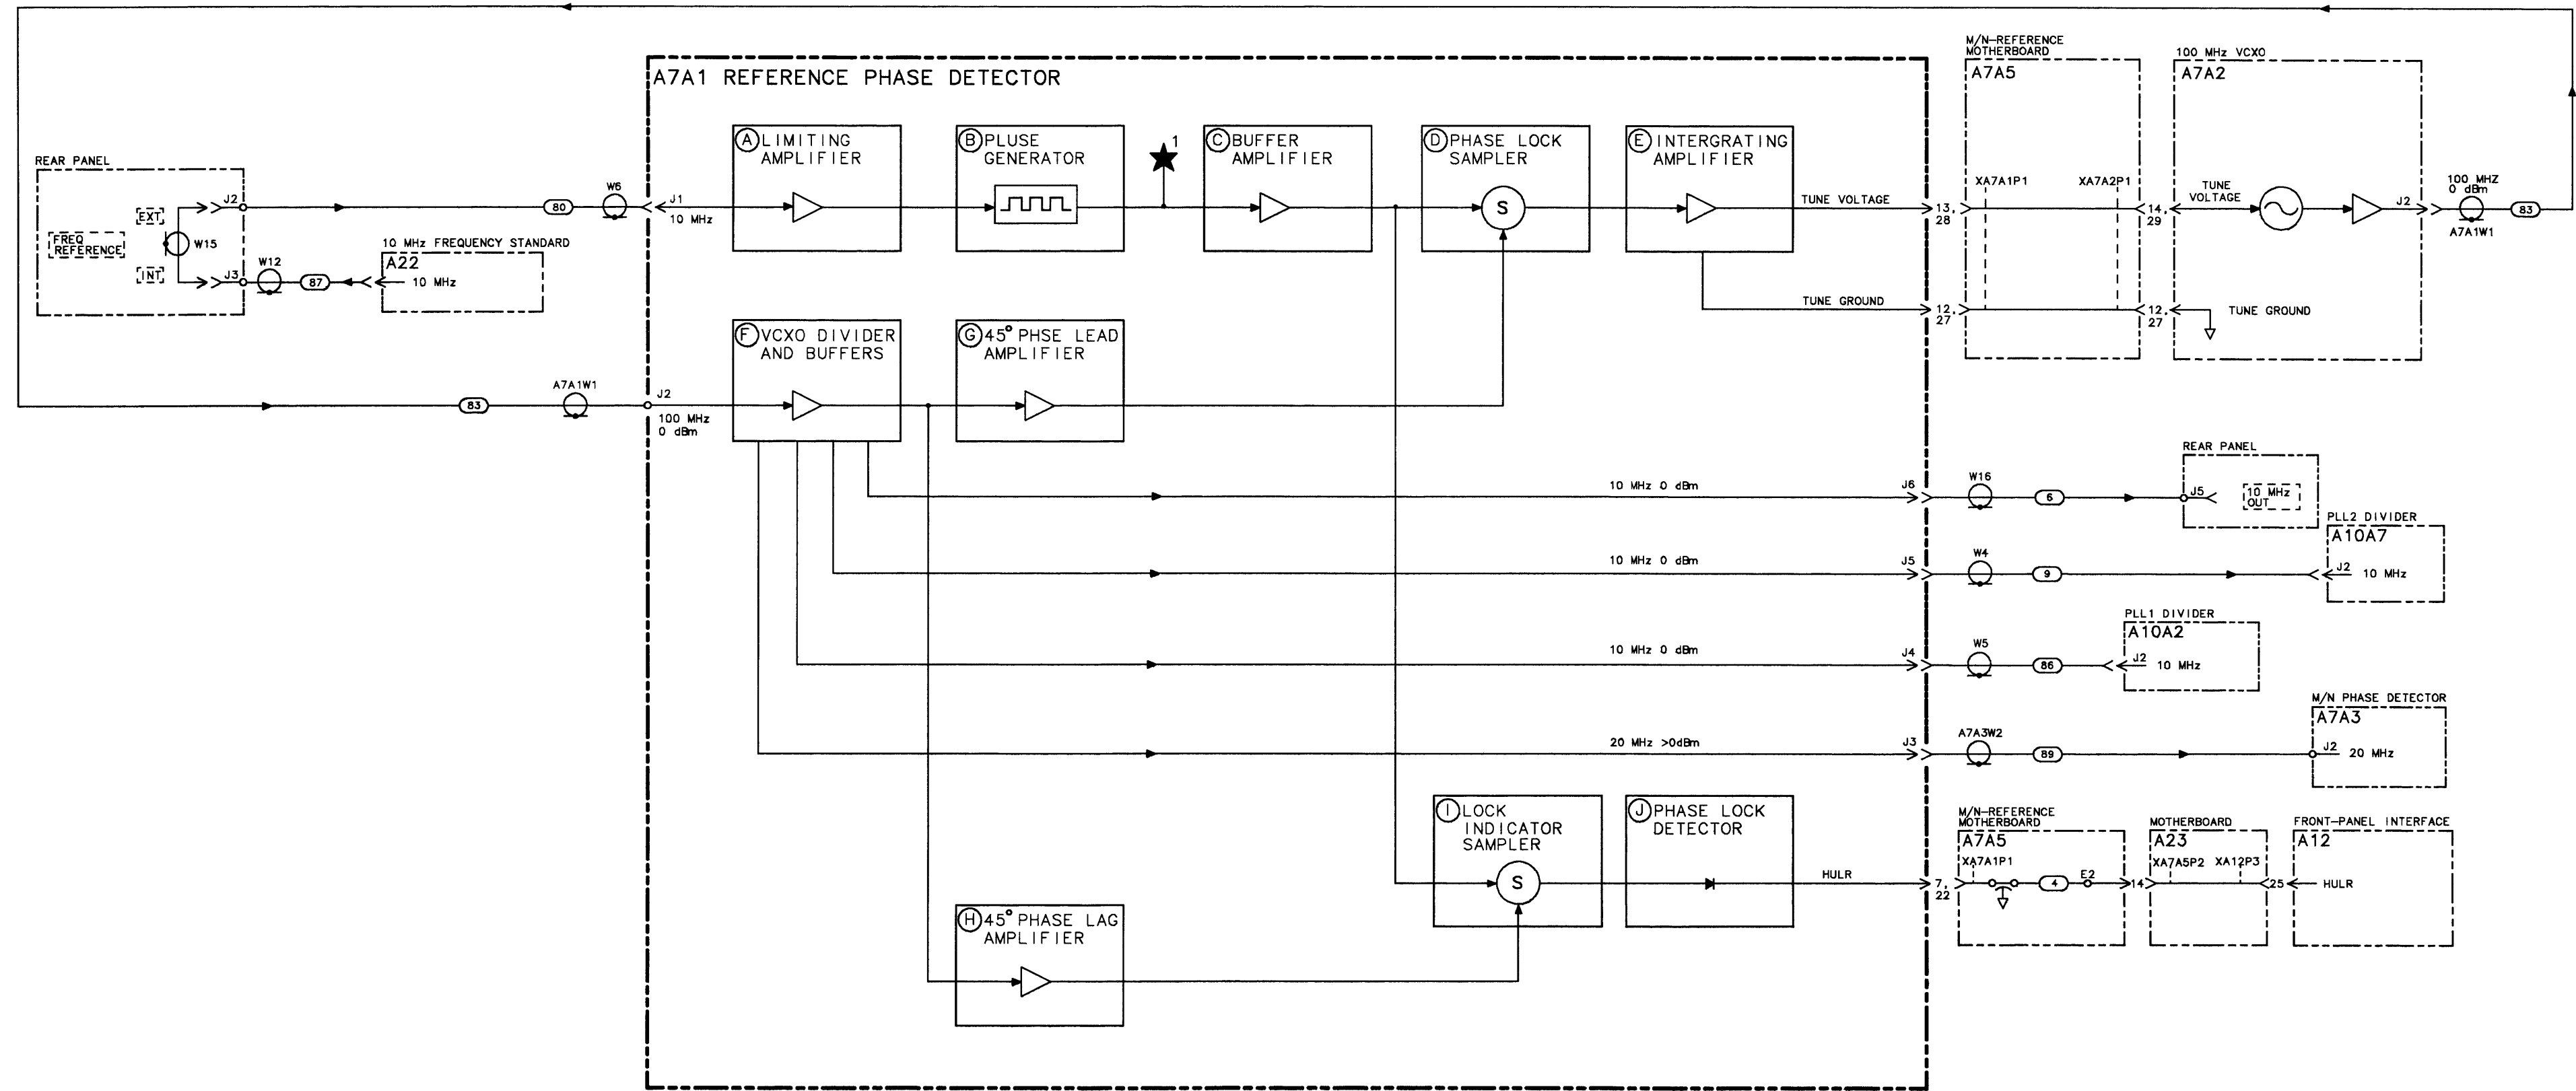 M/N-REFERENCE
MOTHERBOARD
A7A5
100 MHz VCXO
A7A2
A7A1 REFERENCE PHASE DETECTOR
A LIMITING
AMPLIFIER
B PLUSE
GENERATOR
1
C BUFFER
AMPLIFIER
D PHASE LOCK
SAMPLER
S
E INTERGRATING
AMPLIFIER
REAR PANEL
EXT
FREQ
REFERENCE
INT
W15
J2
J3
W12
87
10 MHz FREQUENCY STANDARD
A22
10 MHz
80
W6
J1
10 MHz
TUNE VOLTAGE
13,
28
XA7A1P1
XA7A2P1
14,
29
TUNE
VOLTAGE
J2
100 MHZ
0 dBm
83
A7A1W1
TUNE GROUND
12,
27
12,
27
TUNE GROUND
F VCXO DIVIDER
AND BUFFERS
G 45° PHSE LEAD
AMPLIFIER
83
A7A1W1
J2
100 MHz
0 dBm
10 MHz 0 dBm
J6
W16
6
REAR PANEL
J5
10 MHz
OUT
10 MHz 0 dBm
J5
W4
9
PLL2 DIVIDER
A10A7
J2
10 MHz
10 MHz 0 dBm
J4
W5
86
PLL1 DIVIDER
A10A2
J2
10 MHz
20 MHz >0dBm
J3
A7A3W2
89
M/N PHASE DETECTOR
A7A3
J2
20 MHz
I LOCK
INDICATOR
SAMPLER
S
J PHASE LOCK
DETECTOR
HULR
7,
22
M/N-REFERENCE
MOTHERBOARD
A7A5
XA7A1P1
4
E2
14
MOTHERBOARD
A23
XA7A5P2
XA12P3
25
FRONT-PANEL INTERFACE
A12
HULR
H 45° PHASE LAG
AMPLIFIER